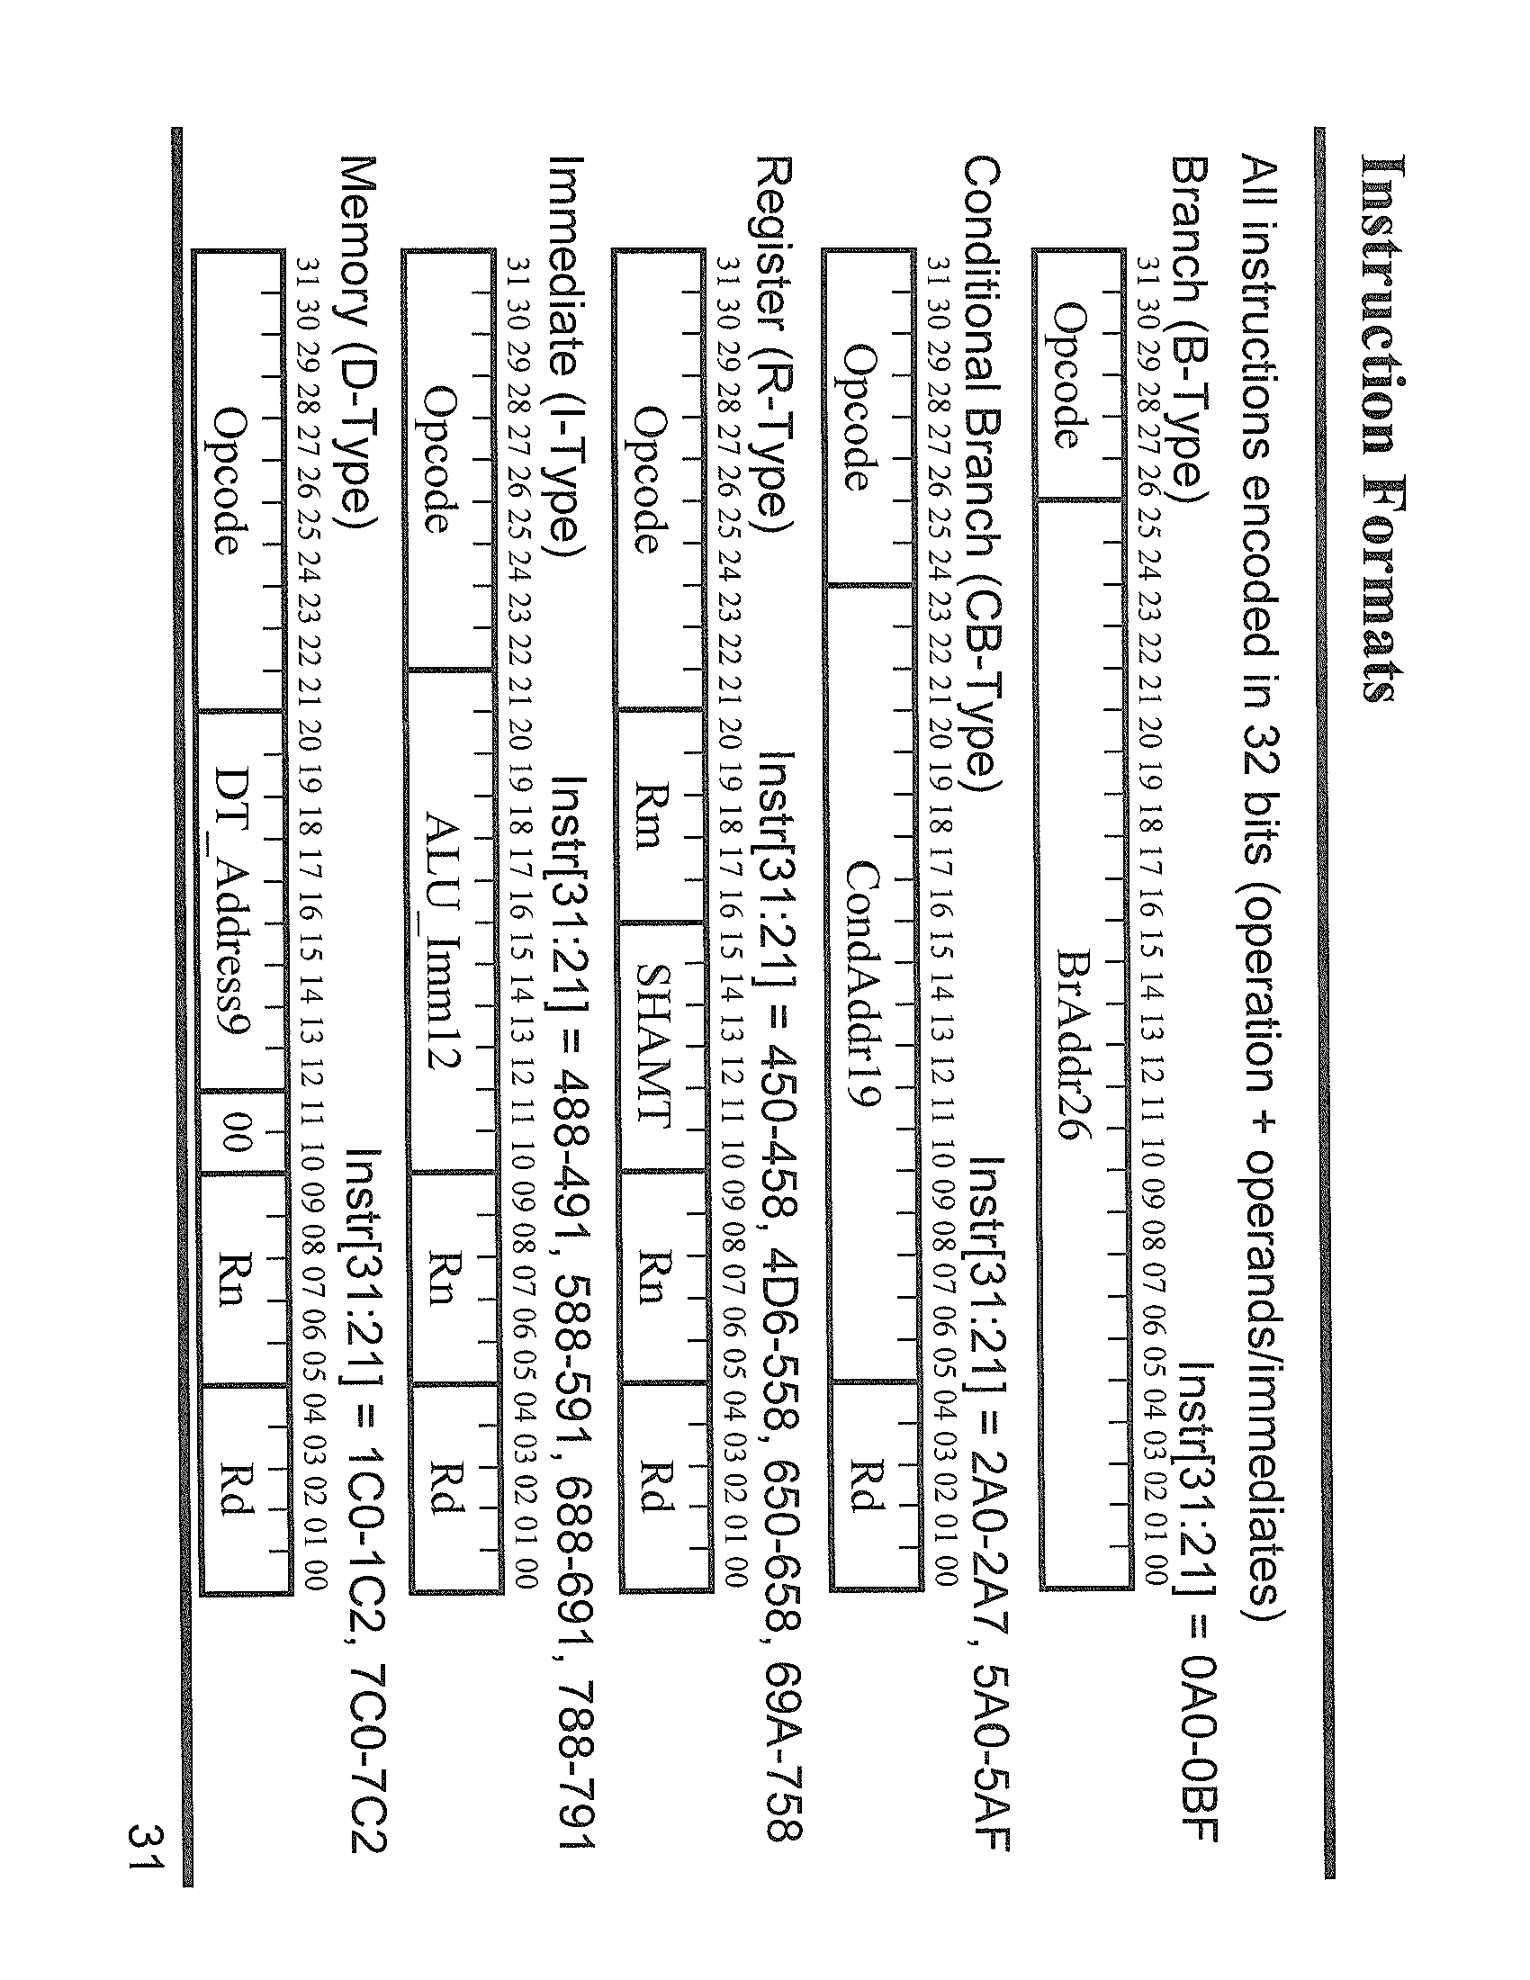 Instruction Formats
All instructions encoded in 32 bits (operation + operands/immediates)
Branch (B-Type) Instr[31:21] = 0A0-0BF
31 30 29 28 27 26 25 24 23 22 21 20 19 18 17 16 15 14 13 12 11 10 09 08 07 06 05 04 03 02 01 00
Opcode BrAddr26
Conditional Branch (CB-Type) Instr[31:21] = 2A0-2A7, 5A0-5AF
31 30 29 28 27 26 25 24 23 22 21 20 19 18 17 16 15 14 13 12 11 10 09 08 07 06 05 04 03 02 01 00
Opcode CondAddr19 Rd
Register (R-Type) Instr[31:21] = 450-458, 4D6-558, 650-658, 69A-758
31 30 29 28 27 26 25 24 23 22 21 20 19 18 17 16 15 14 13 12 11 10 09 08 07 06 05 04 03 02 01 00
Opcode Rm SHAMT Rn Rd
Immediate (I-Type) Instr[31:21] = 488-491, 588-591, 688-691, 788-791
31 30 29 28 27 26 25 24 23 22 21 20 19 18 17 16 15 14 13 12 11 10 09 08 07 06 05 04 03 02 01 00
Opcode ALU_Imm12 Rn Rd
Memory (D-Type) Instr[31:21] = 1C0-1C2, 7C0-7C2
31 30 29 28 27 26 25 24 23 22 21 20 19 18 17 16 15 14 13 12 11 10 09 08 07 06 05 04 03 02 01 00
Opcode DT_Address9 00 Rn Rd
31